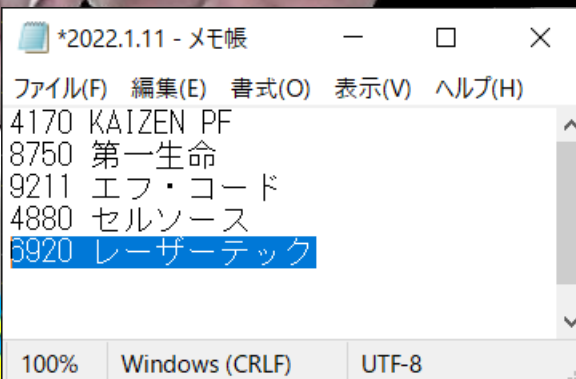 *2022.1.11 - メモ帳
ファイル(F) 編集(E) 書式(O) 表示(V) ヘルプ(H)
4170 KAIZEN PF
8750 第一生命
9211 エフ・コード
4880 セルソース
6920 レーザーテック
100% Windows (CRLF) UTF-8